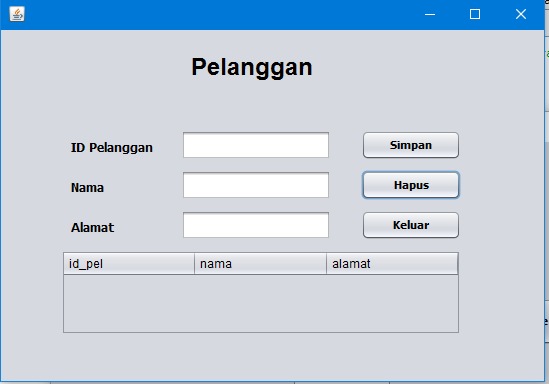 Pelanggan
ID Pelanggan Simpan
Nama Hapus
Alamat Keluar
id_pel nama alamat